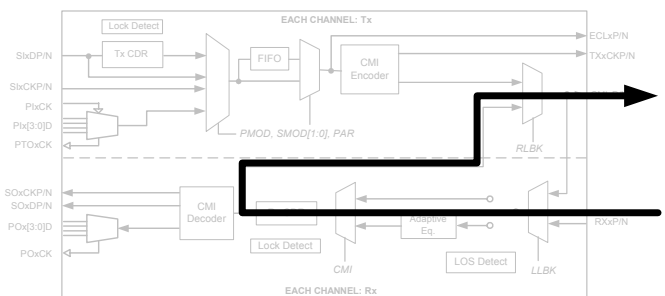 EACH CHANNEL: Tx
Lock Detect
ECLxP/N
SIxDP/N
Tx CDR
FIFO
TXxCKP/N
CMI
Encoder
SIxCKP/N
PIxCK
PIx[3:0]D
PTOxCK
PMOD, SMOD[1:0], PAR
RLBK
SOxCKP/N
SOxDP/N
CMI
Decoder
POx[3:0]D
Adaptive
Eq.
RXxP/N
Lock Detect
POxCK
LOS Detect
CMI
LLBK
EACH CHANNEL: Rx